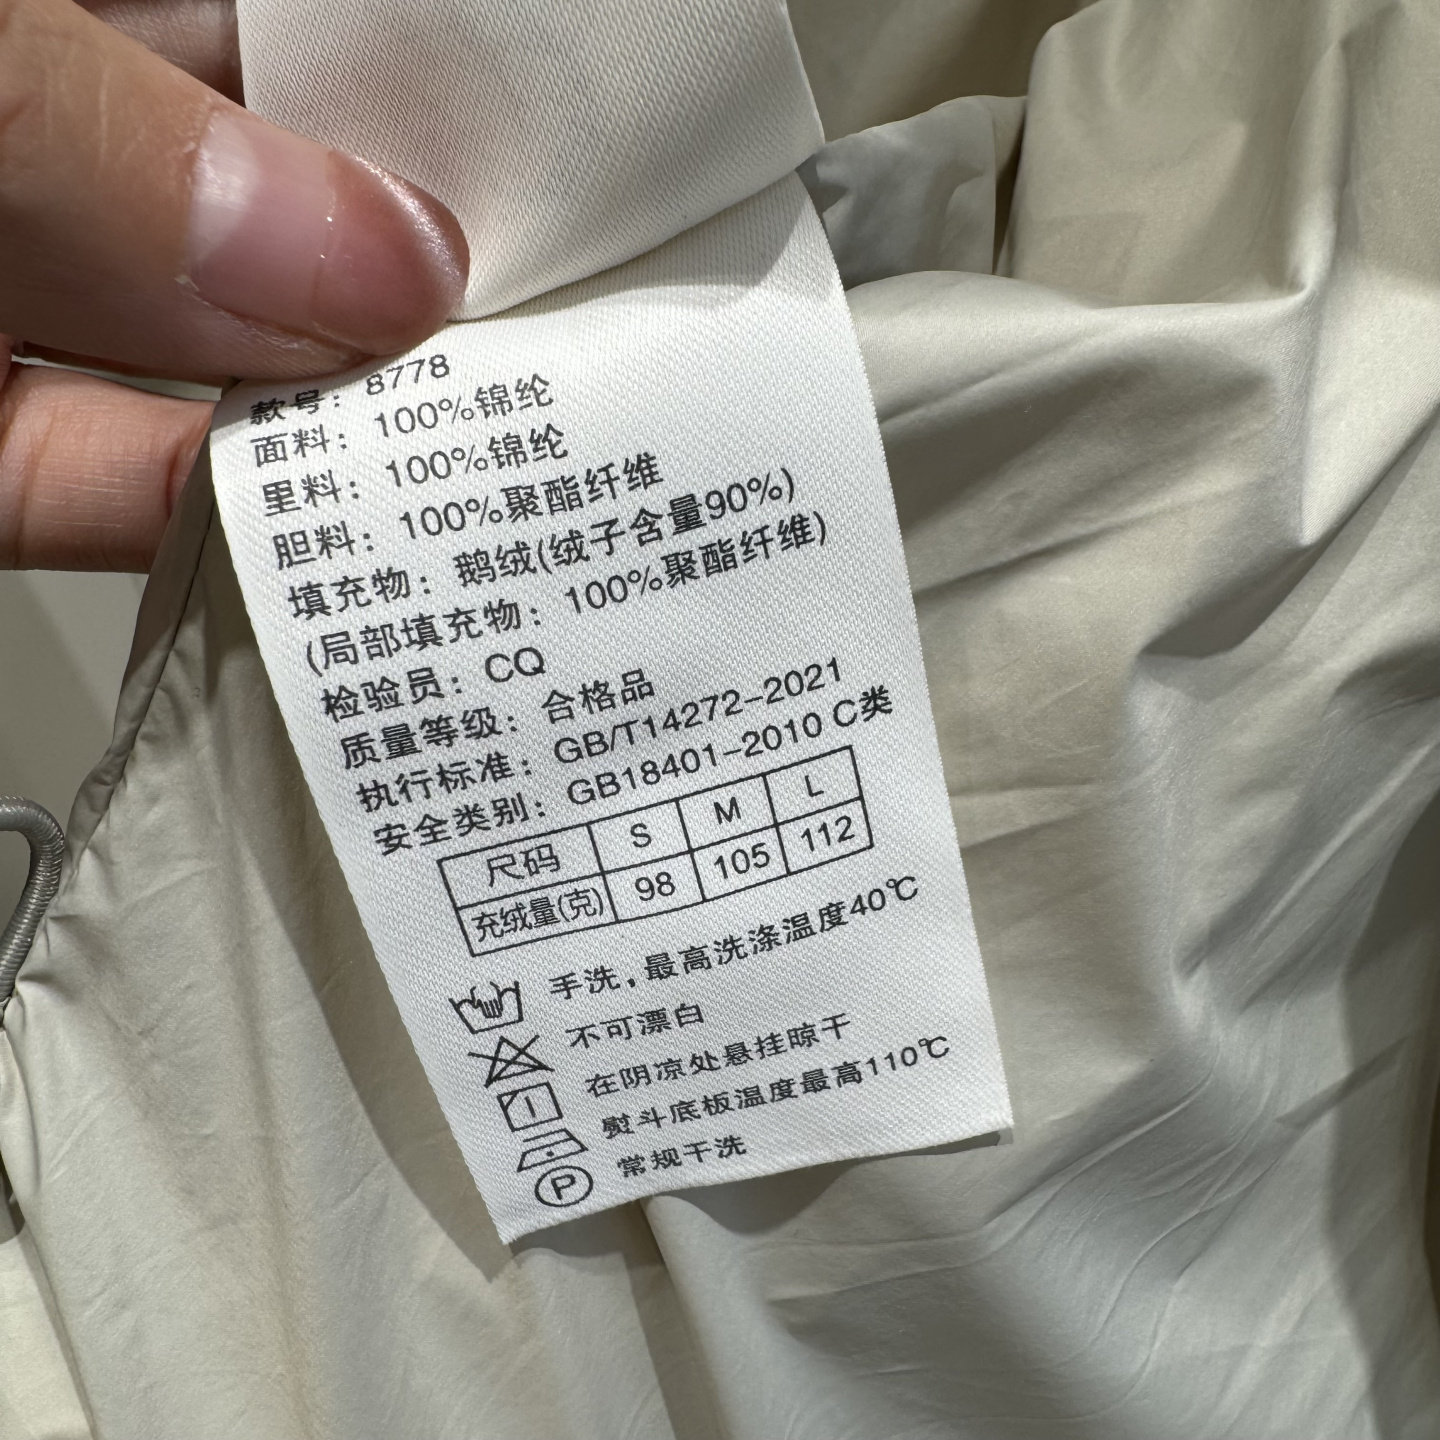 款号：8778
面料：100%锦纶
里料：100%锦纶
胆料：100%聚酯纤维
填充物：鹅绒(绒子含量90%)
(局部填充物：100%聚酯纤维)
检验员：CQ
质量等级：合格品
执行标准：GB/T14272-2021
安全类别：GB18401-2010 C类
尺码 S M L
充绒量(克) 98 105 112
手洗，最高洗涤温度40℃
不可漂白
在阴凉处悬挂晾干
熨斗底板温度最高110℃
P 常规干洗